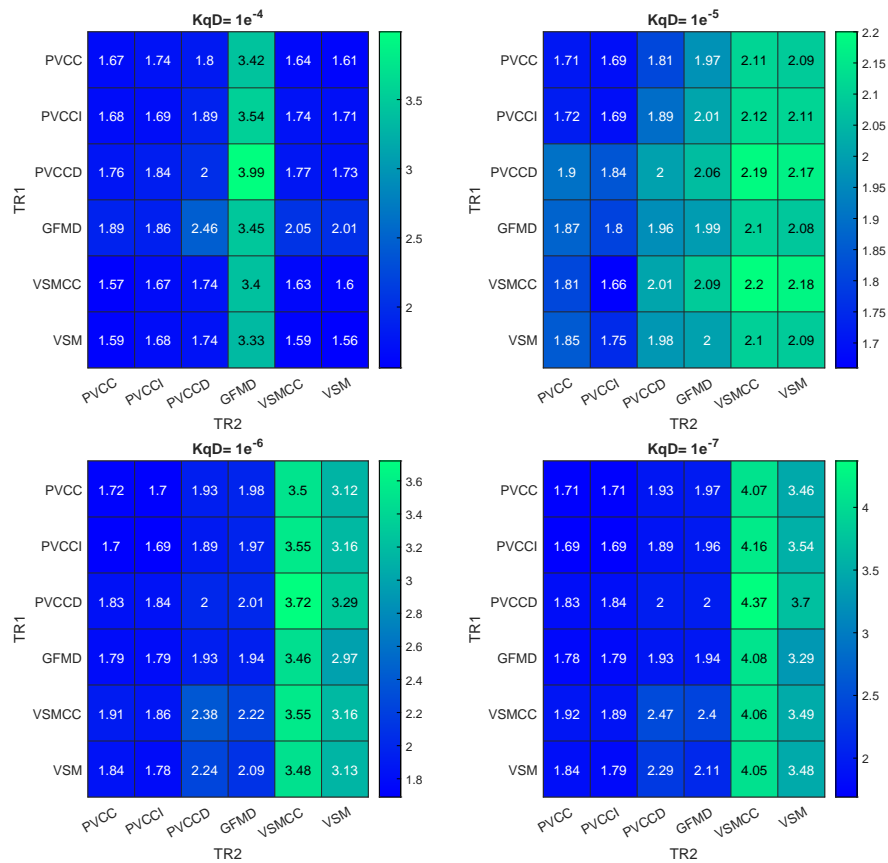 KqD= 1e-4
PVCC 1.67 1.74 1.8 3.42 1.64 1.61
PVCCI 1.68 1.69 1.89 3.54 1.74 1.71
PVCCD 1.76 1.84 2 3.99 1.77 1.73
GFMD 1.89 1.86 2.46 3.45 2.05 2.01
VSMCC 1.57 1.67 1.74 3.4 1.63 1.6
VSM 1.59 1.68 1.74 3.33 1.59 1.56
TR1
PVCC PVCCI PVCCD GFMD VSMCC VSM
TR2
3.5
3
2.5
2
KqD= 1e-5
PVCC 1.71 1.69 1.81 1.97 2.11 2.09
PVCCI 1.72 1.69 1.89 2.01 2.12 2.11
PVCCD 1.9 1.84 2 2.06 2.19 2.17
GFMD 1.87 1.8 1.96 1.99 2.1 2.08
VSMCC 1.81 1.66 2.01 2.09 2.2 2.18
VSM 1.85 1.75 1.98 2 2.1 2.09
TR1
PVCC PVCCI PVCCD GFMD VSMCC VSM
TR2
2.2
2.15
2.1
2.05
2
1.95
1.9
1.85
1.8
1.75
1.7
KqD= 1e-6
PVCC 1.72 1.7 1.93 1.98 3.5 3.12
PVCCI 1.7 1.69 1.89 1.97 3.55 3.16
PVCCD 1.83 1.84 2 2.01 3.72 3.29
GFMD 1.79 1.79 1.93 1.94 3.46 2.97
VSMCC 1.91 1.86 2.38 2.22 3.55 3.16
VSM 1.84 1.78 2.24 2.09 3.48 3.13
TR1
PVCC PVCCI PVCCD GFMD VSMCC VSM
TR2
3.6
3.4
3.2
3
2.8
2.6
2.4
2.2
2
1.8
KqD= 1e-7
PVCC 1.71 1.71 1.93 1.97 4.07 3.46
PVCCI 1.69 1.69 1.89 1.96 4.16 3.54
PVCCD 1.83 1.84 2 2 4.37 3.7
GFMD 1.78 1.79 1.93 1.94 4.08 3.29
VSMCC 1.92 1.89 2.47 2.4 4.06 3.49
VSM 1.84 1.79 2.29 2.11 4.05 3.48
TR1
PVCC PVCCI PVCCD GFMD VSMCC VSM
TR2
4
3.5
3
2.5
2